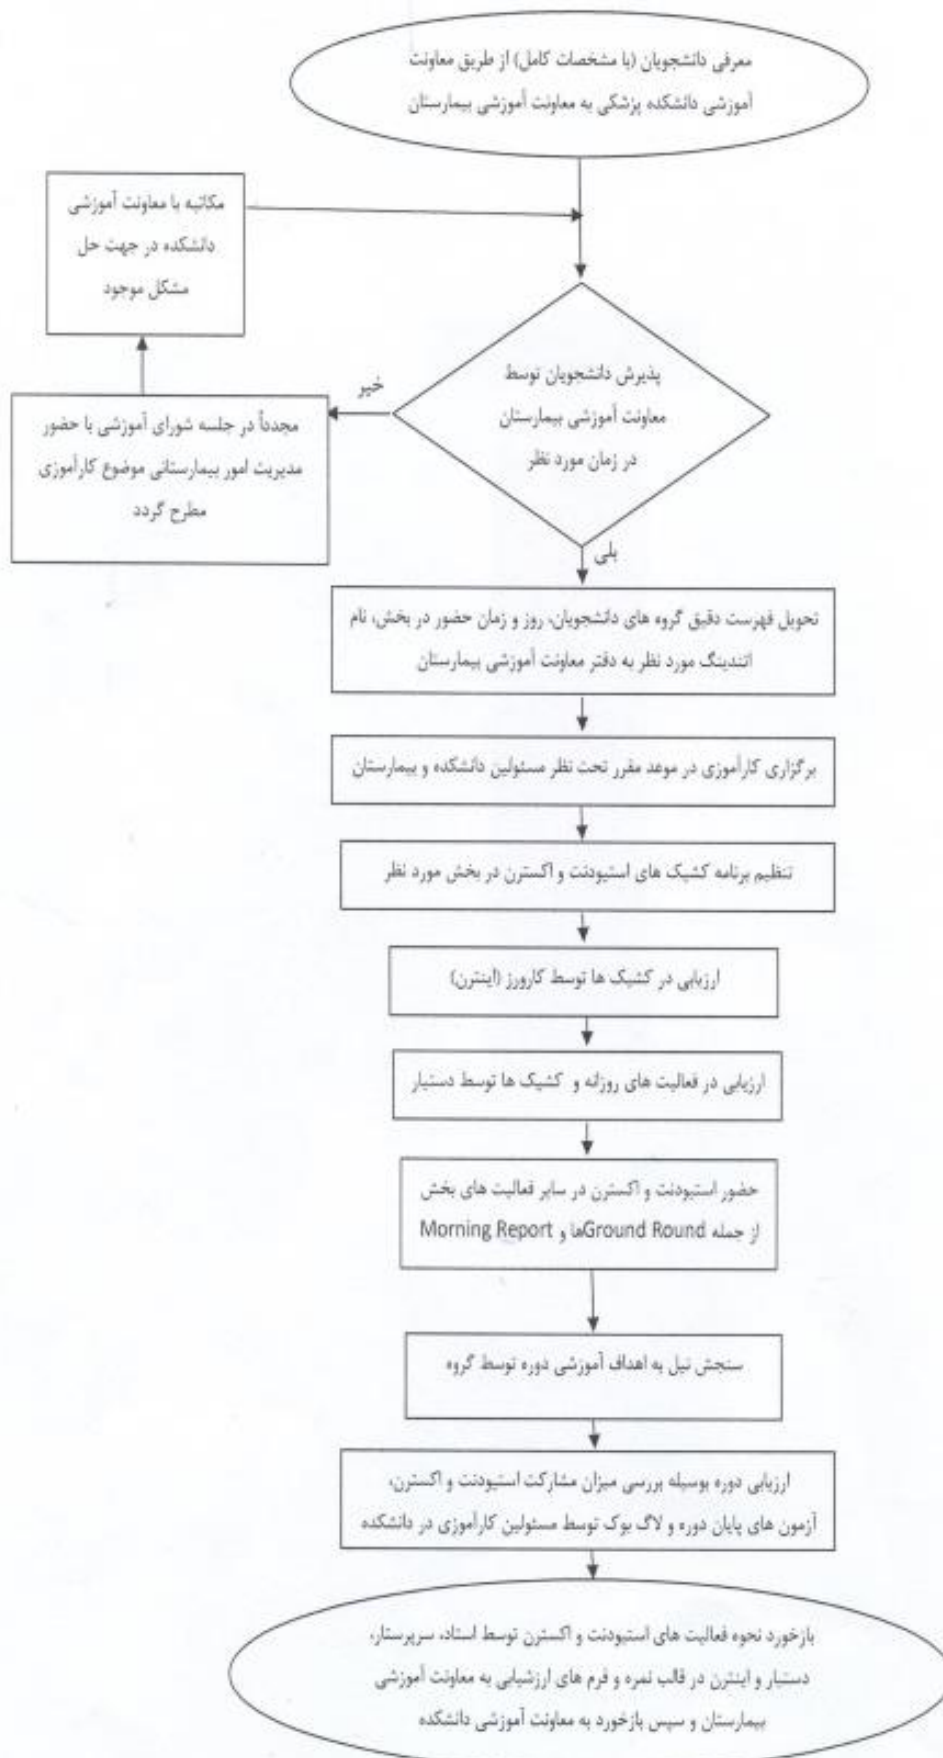 معرفی دانشجویان (با مشخصات کامل) از طریق معاونت
آموزشی دانشکده پزشکی به معاونت آموزشی بیمارستان
مکاتبه با معاونت آموزشی
دانشکده در جهت حل
مشکل موجود
پذیرش دانشجویان توسط
معاونت آموزشی بیمارستان
در زمان مورد نظر
خیر
مجدداً در جلسه شورای آموزشی با حضور
مدیریت امور بیمارستانی موضوع کارآموزی
مطرح گردد
بلی
تحویل فهرست دقیق گروه های دانشجویان، روز و زمان حضور در بخش، نام
اتندینگ مورد نظر به دفتر معاونت آموزشی بیمارستان
برگزاری کارآموزی در موعد مقرر تحت نظر مسئولین دانشکده و بیمارستان
تنظیم برنامه کشیک های استیودنت و اکسترن در بخش مورد نظر
ارزیابی در کشیک ها توسط کارورز (اینترن)
ارزیابی در فعالیت های روزانه و کشیک ها توسط دستیار
حضور استیودنت و اکسترن در سایر فعالیت های بخش
از جمله Ground Roundها و Morning Report
سنجش نیل به اهداف آموزشی دوره توسط گروه
ارزیابی دوره بوسیله بررسی میزان مشارکت استیودنت و اکسترن،
آزمون های پایان دوره و لاگ بوک توسط مسئولین کارآموزی در دانشکده
بازخورد نحوه فعالیت های استیودنت و اکسترن توسط استاد، سرپرستار،
دستیار و اینترن در قالب نمره و فرم های ارزشیابی به معاونت آموزشی
بیمارستان و سپس بازخورد به معاونت آموزشی دانشکده